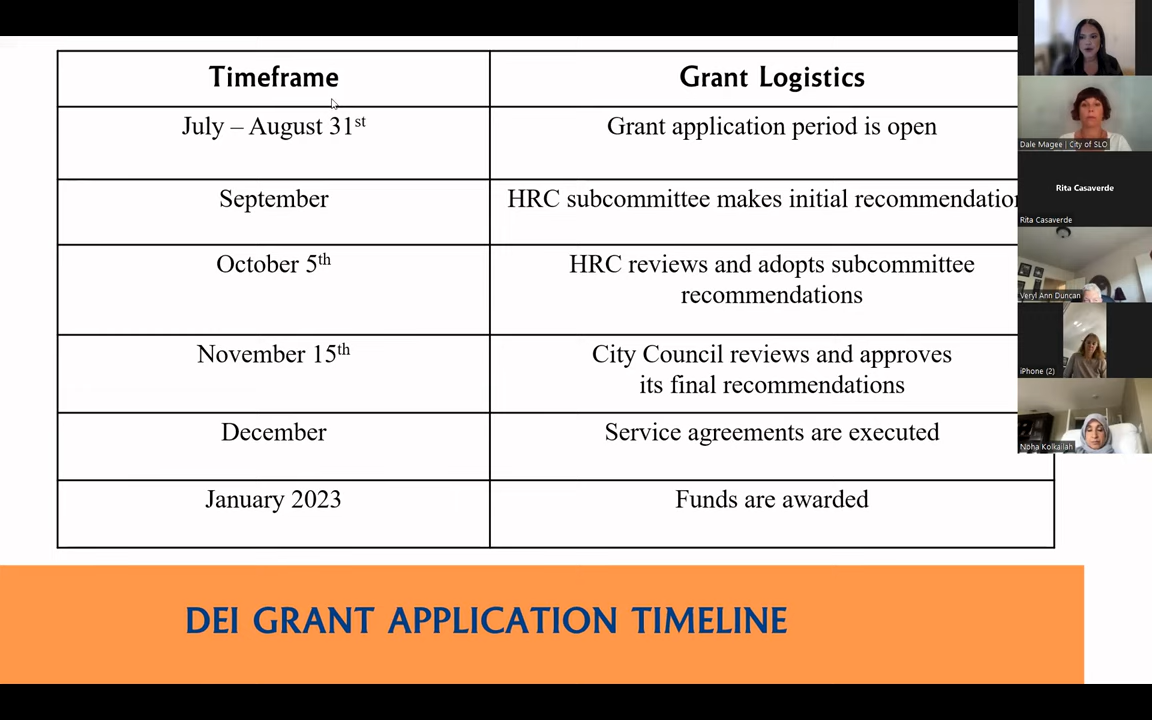 Timeframe
Grant Logistics
July – August 31st
Grant application period is open
September
HRC subcommittee makes initial recommendation
October 5th
HRC reviews and adopts subcommittee
recommendations
November 15th
City Council reviews and approves
its final recommendations
December
Service agreements are executed
January 2023
Funds are awarded
DEI GRANT APPLICATION TIMELINE
Dale Magee | City of SLO
Rita Casaverde
Rita Casaverde
Veryl Ann Duncan
iPhone (2)
Noha Kolkailah